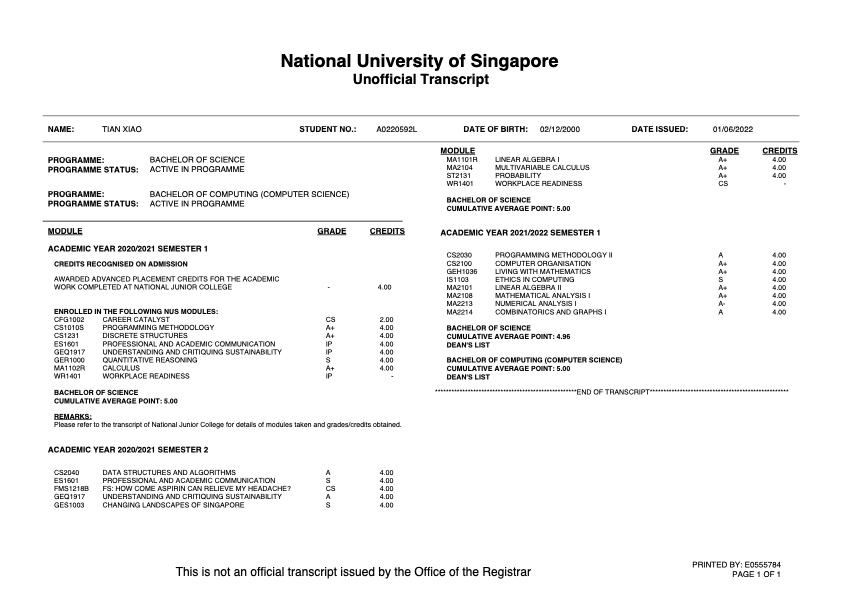 National University of Singapore
Unofficial Transcript
NAME: TIAN XIAO STUDENT NO.: A0220592L DATE OF BIRTH: 02/12/2000 DATE ISSUED: 01/06/2022
PROGRAMME: BACHELOR OF SCIENCE
PROGRAMME STATUS: ACTIVE IN PROGRAMME
PROGRAMME: BACHELOR OF COMPUTING (COMPUTER SCIENCE)
PROGRAMME STATUS: ACTIVE IN PROGRAMME
MODULE GRADE CREDITS
ACADEMIC YEAR 2020/2021 SEMESTER 1
CREDITS RECOGNISED ON ADMISSION
AWARDED ADVANCED PLACEMENT CREDITS FOR THE ACADEMIC
WORK COMPLETED AT NATIONAL JUNIOR COLLEGE - 4.00
ENROLLED IN THE FOLLOWING NUS MODULES:
CFG1002 CAREER CATALYST CS 2.00
CS1010S PROGRAMMING METHODOLOGY A+ 4.00
CS1231 DISCRETE STRUCTURES A+ 4.00
ES1601 PROFESSIONAL AND ACADEMIC COMMUNICATION IP 4.00
GEQ1917 UNDERSTANDING AND CRITIQUING SUSTAINABILITY IP 4.00
GER1000 QUANTITATIVE REASONING S 4.00
MA1102R CALCULUS A+ 4.00
WR1401 WORKPLACE READINESS IP -
BACHELOR OF SCIENCE
CUMULATIVE AVERAGE POINT: 5.00
REMARKS:
Please refer to the transcript of National Junior College for details of modules taken and grades/credits obtained.
ACADEMIC YEAR 2020/2021 SEMESTER 2
CS2040 DATA STRUCTURES AND ALGORITHMS A 4.00
ES1601 PROFESSIONAL AND ACADEMIC COMMUNICATION S 4.00
FMS1218B FS: HOW COME ASPIRIN CAN RELIEVE MY HEADACHE? CS 4.00
GEQ1917 UNDERSTANDING AND CRITIQUING SUSTAINABILITY A 4.00
GES1003 CHANGING LANDSCAPES OF SINGAPORE S 4.00
MODULE GRADE CREDITS
MA1101R LINEAR ALGEBRA I A+ 4.00
MA2104 MULTIVARIABLE CALCULUS A+ 4.00
ST2131 PROBABILITY A+ 4.00
WR1401 WORKPLACE READINESS CS -
BACHELOR OF SCIENCE
CUMULATIVE AVERAGE POINT: 5.00
ACADEMIC YEAR 2021/2022 SEMESTER 1
CS2030 PROGRAMMING METHODOLOGY II A 4.00
CS2100 COMPUTER ORGANISATION A+ 4.00
GEH1036 LIVING WITH MATHEMATICS A+ 4.00
IS1103 ETHICS IN COMPUTING S 4.00
MA2101 LINEAR ALGEBRA II A+ 4.00
MA2108 MATHEMATICAL ANALYSIS I A+ 4.00
MA2213 NUMERICAL ANALYSIS I A- 4.00
MA2214 COMBINATORICS AND GRAPHS I A 4.00
BACHELOR OF SCIENCE
CUMULATIVE AVERAGE POINT: 4.96
DEAN'S LIST
BACHELOR OF COMPUTING (COMPUTER SCIENCE)
CUMULATIVE AVERAGE POINT: 5.00
DEAN'S LIST
**************************************************END OF TRANSCRIPT**************************************************
This is not an official transcript issued by the Office of the Registrar
PRINTED BY: E0555784
PAGE 1 OF 1